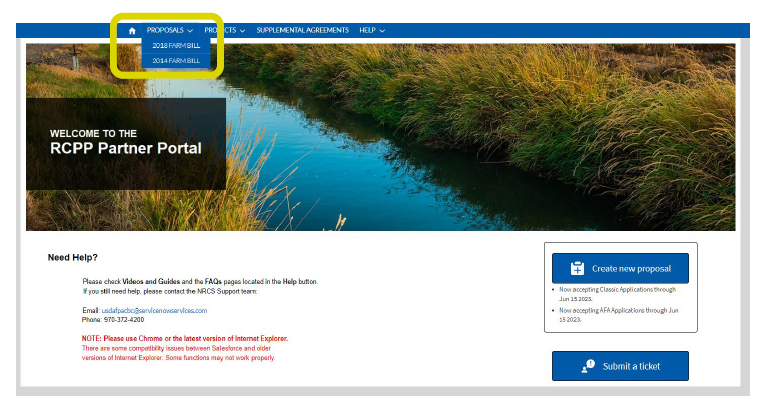 PROPOSALS PROJECTS SUPPLEMENTAL AGREEMENTS HELP
2018 FARM BILL
2014 FARM BILL
WELCOME TO THE
RCPP Partner Portal
Need Help?
Please check Videos and Guides and the FAQs pages located in the Help button.
If you still need help, please contact the NRCS Support team:
Email: usdafpacbc@servicenowservices.com
Phone: 970-372-4200
NOTE: Please use Chrome or the latest version of Internet Explorer.
There are some compatibility issues between Salesforce and older
versions of Internet Explorer. Some functions may not work properly.
Create new proposal
Now accepting Classic Applications through
Jun 15 2023.
Now accepting AFA Applications through Jun
15 2023.
Submit a ticket